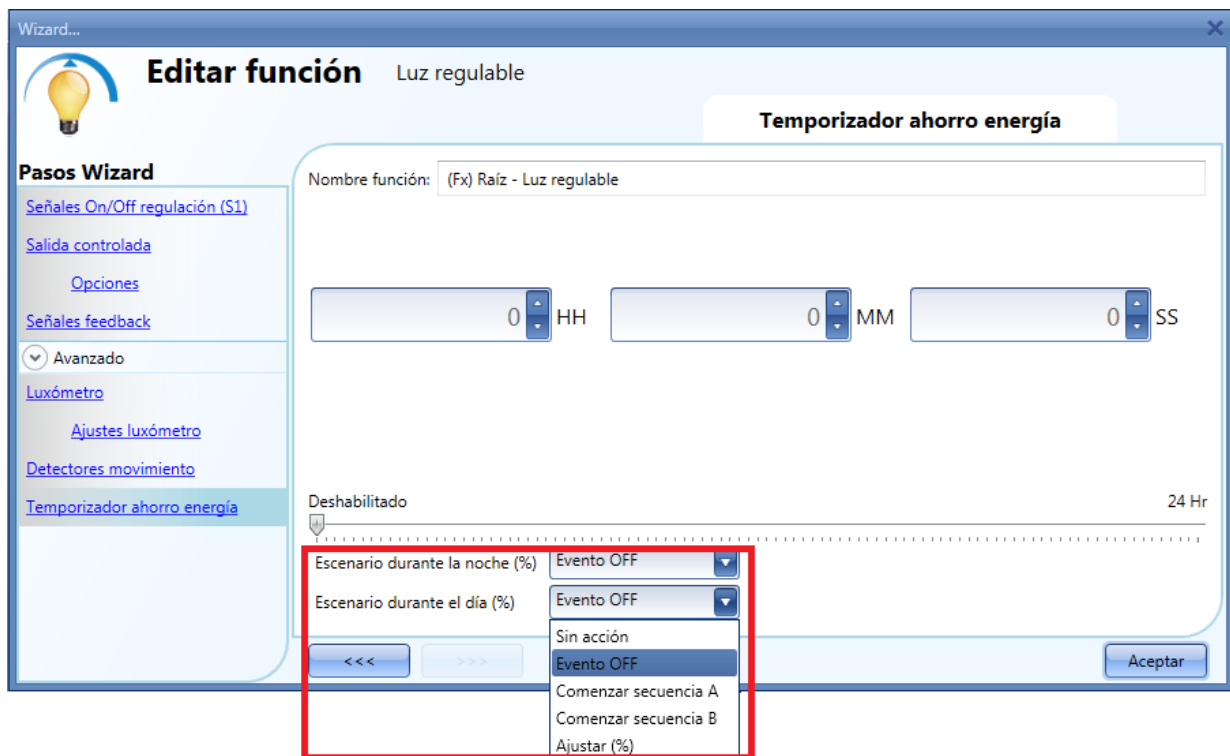 Wizard...
Editar función Luz regulable
Temporizador ahorro energía
Pasos Wizard
Señales On/Off regulación (S1)
Salida controlada
Opciones
Señales feedback
Avanzado
Luxómetro
Ajustes luxómetro
Detectores movimiento
Temporizador ahorro energía
Nombre función: (Fx) Raíz - Luz regulable
0 HH 0 MM 0 SS
Deshabilitado 24 Hr
Escenario durante la noche (%) Evento OFF
Escenario durante el día (%) Evento OFF
Sin acción
Evento OFF
Comenzar secuencia A
Comenzar secuencia B
Ajustar (%)
<<< >>> Aceptar